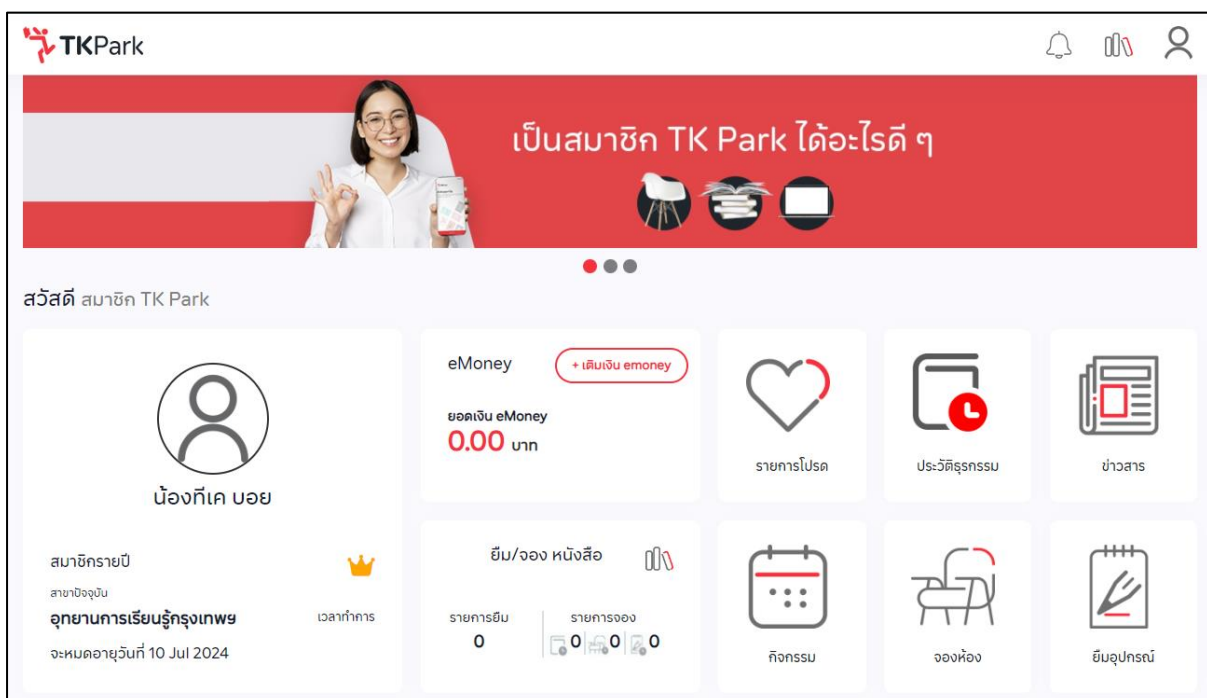 TKPark
เป็นสมาชิก TK Park ได้อะไรดี ๆ
สวัสดี สมาชิก TK Park
น้องทีเค บอย
สมาชิกรายปี
สาขาปัจจุบัน
อุทยานการเรียนรู้กรุงเทพฯ
เวลาทำการ
จะหมดอายุวันที่ 10 Jul 2024
eMoney
+ เติมเงิน emoney
ยอดเงิน eMoney
0.00 บาท
ยืม/จอง หนังสือ
รายการยืม
0
รายการจอง
0 0 0
รายการโปรด
ประวัติธุรกรรม
ข่าวสาร
กิจกรรม
จองห้อง
ยืมอุปกรณ์